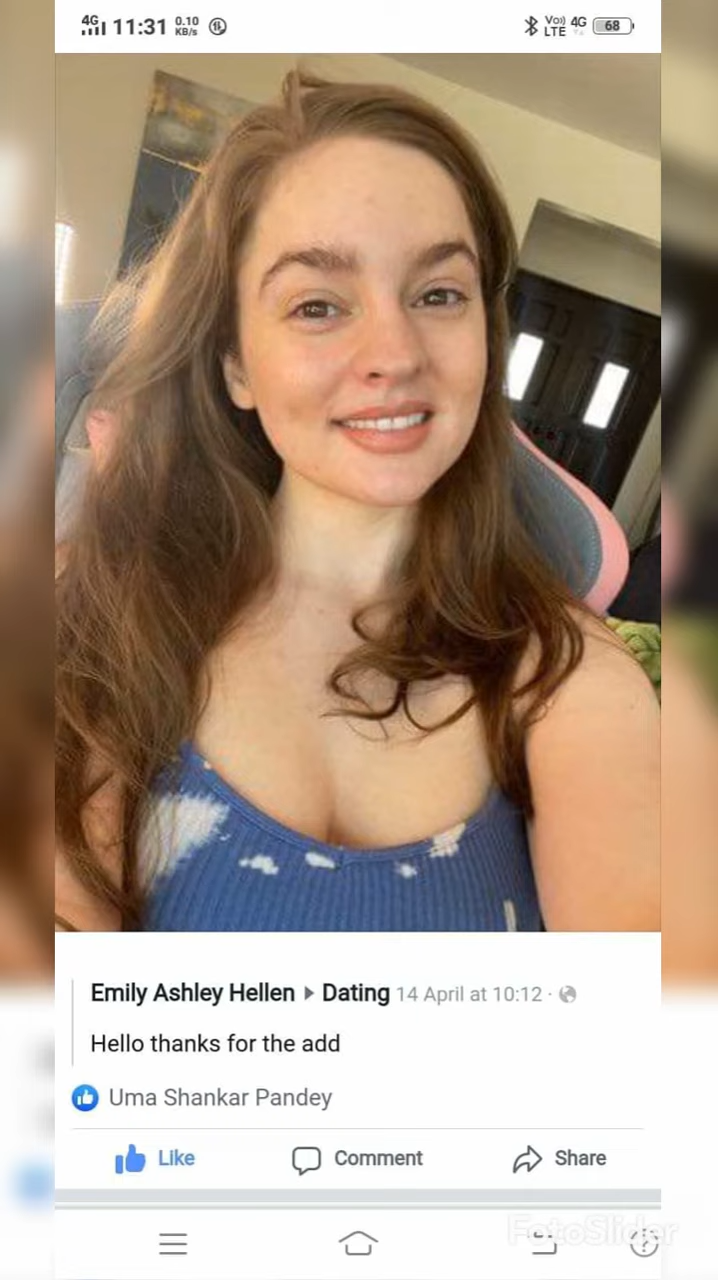 4G 11:31 0.10 KB/s Vo) LTE 4G 68
Emily Ashley Hellen Dating 14 April at 10:12 ·
Hello thanks for the add
Uma Shankar Pandey
Like Comment Share
FotoSlider